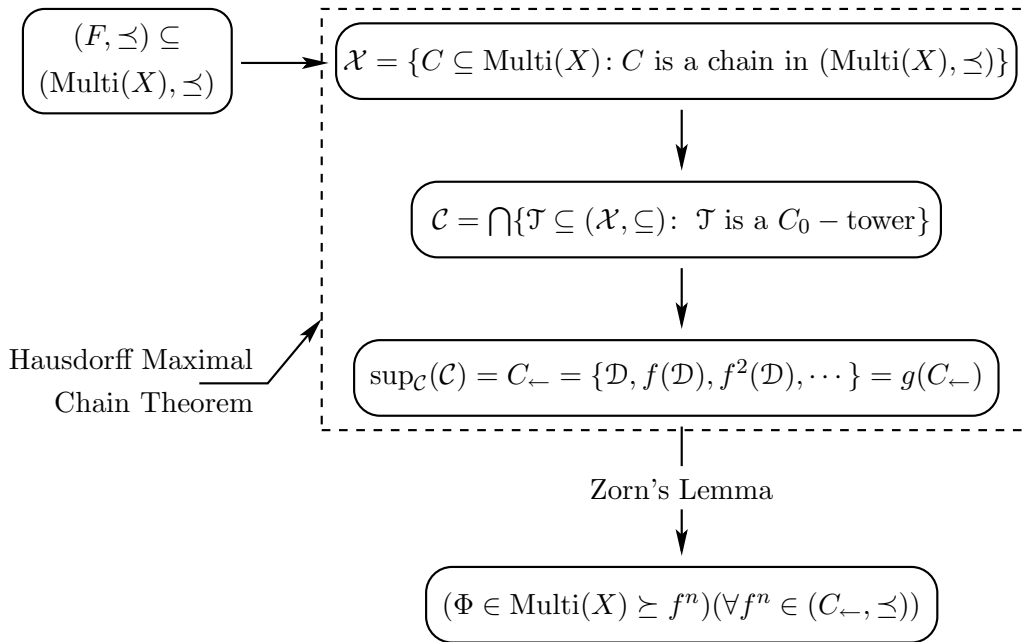 (F, ⪯) ⊆
(Multi(X), ⪯)
𝒳 = {C ⊆ Multi(X): C is a chain in (Multi(X), ⪯)}
𝒞 = ⋂{𝒯 ⊆ (𝒳, ⊆): 𝒯 is a C₀ − tower}
Hausdorff Maximal
Chain Theorem
sup_𝒞(𝒞) = C_← = {𝒟, f(𝒟), f²(𝒟), ⋯} = g(C_←)
Zorn's Lemma
(Φ ∈ Multi(X) ⪰ fⁿ)(∀fⁿ ∈ (C_←, ⪯))